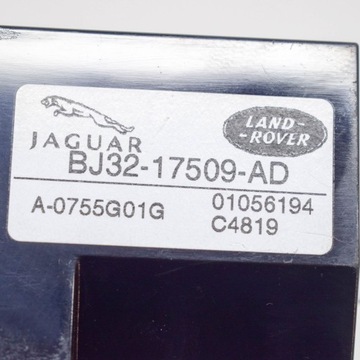 JAGUAR
LAND-
-ROVER
BJ32-17509-AD
A-0755G01G
01056194
C4819